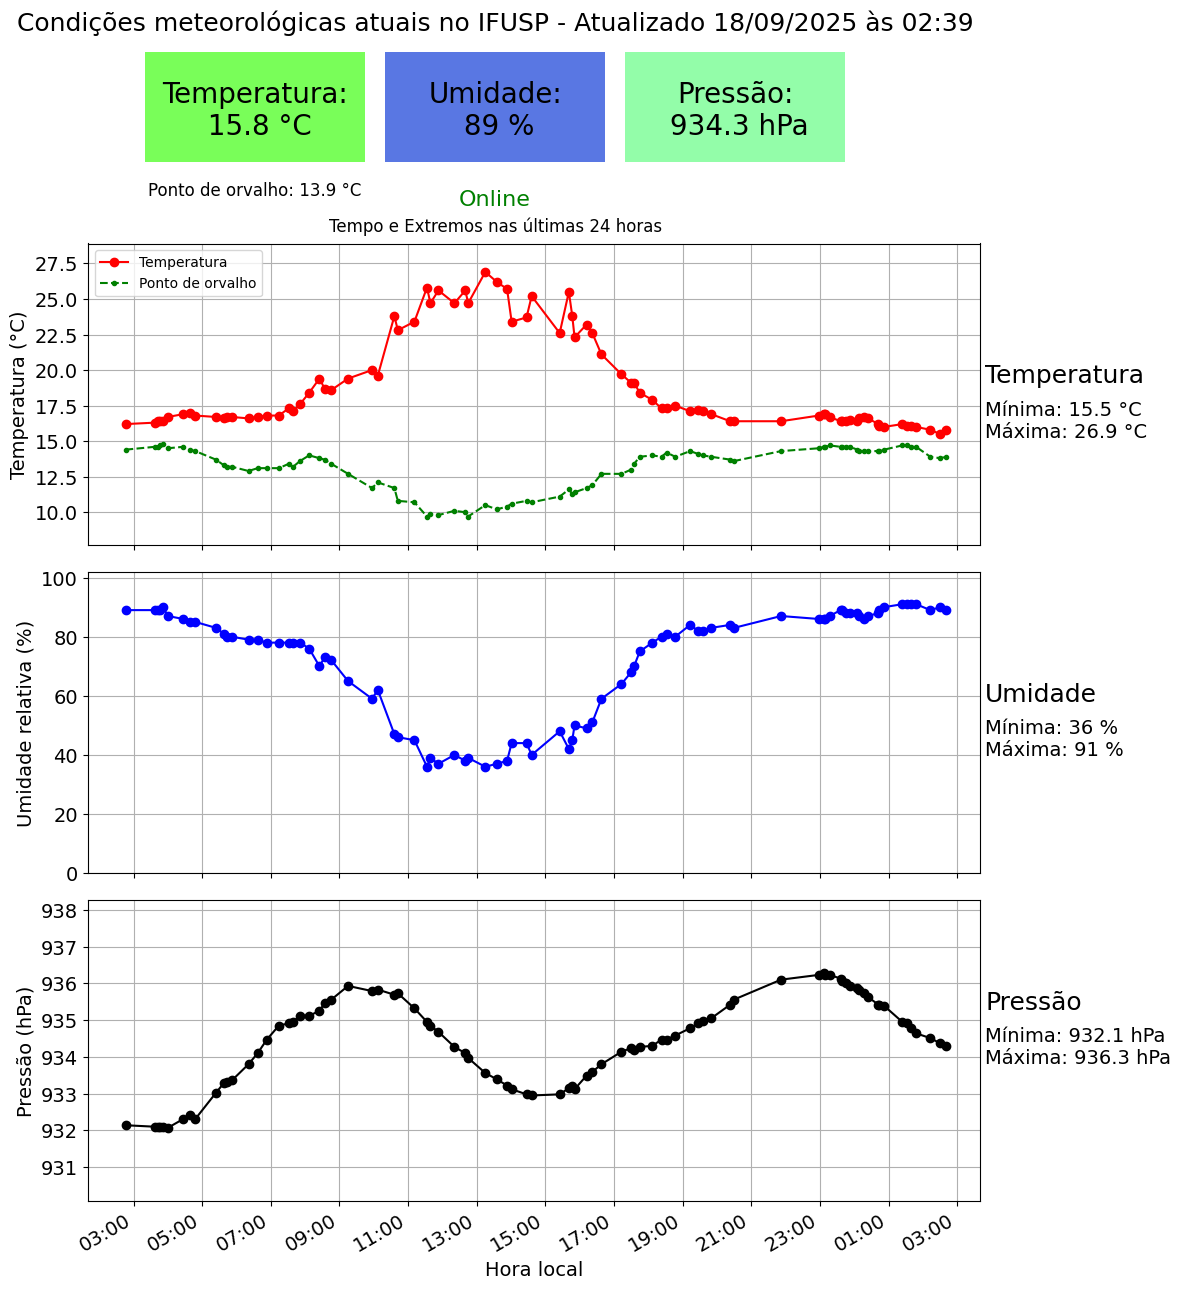 Condições meteorológicas atuais no IFUSP - Atualizado 18/09/2025 às 02:39
Temperatura:
15.8 °C
Umidade:
89 %
Pressão:
934.3 hPa
Ponto de orvalho: 13.9 °C
Online
Tempo e Extremos nas últimas 24 horas
Temperatura
Ponto de orvalho
Temperatura (°C)
27.5
25.0
22.5
20.0
17.5
15.0
12.5
10.0
Temperatura
Mínima: 15.5 °C
Máxima: 26.9 °C
Umidade relativa (%)
100
80
60
40
20
0
Umidade
Mínima: 36 %
Máxima: 91 %
Pressão (hPa)
938
937
936
935
934
933
932
931
Pressão
Mínima: 932.1 hPa
Máxima: 936.3 hPa
03:00 05:00 07:00 09:00 11:00 13:00 15:00 17:00 19:00 21:00 23:00 01:00 03:00
Hora local